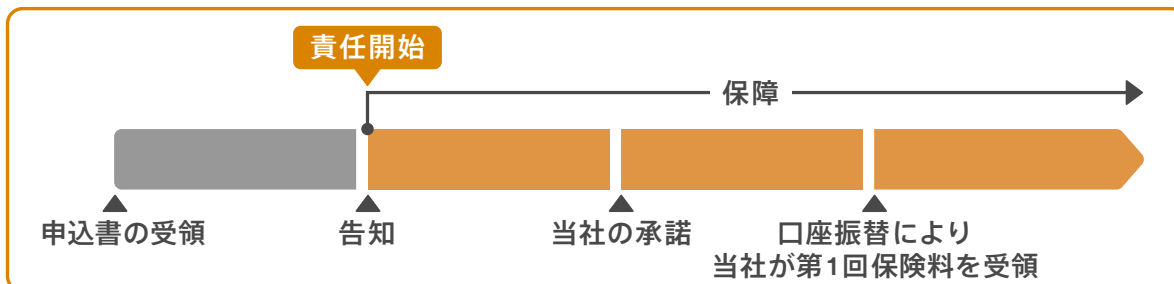 責任開始
保障
申込書の受領
告知
当社の承諾
口座振替により
当社が第1回保険料を受領